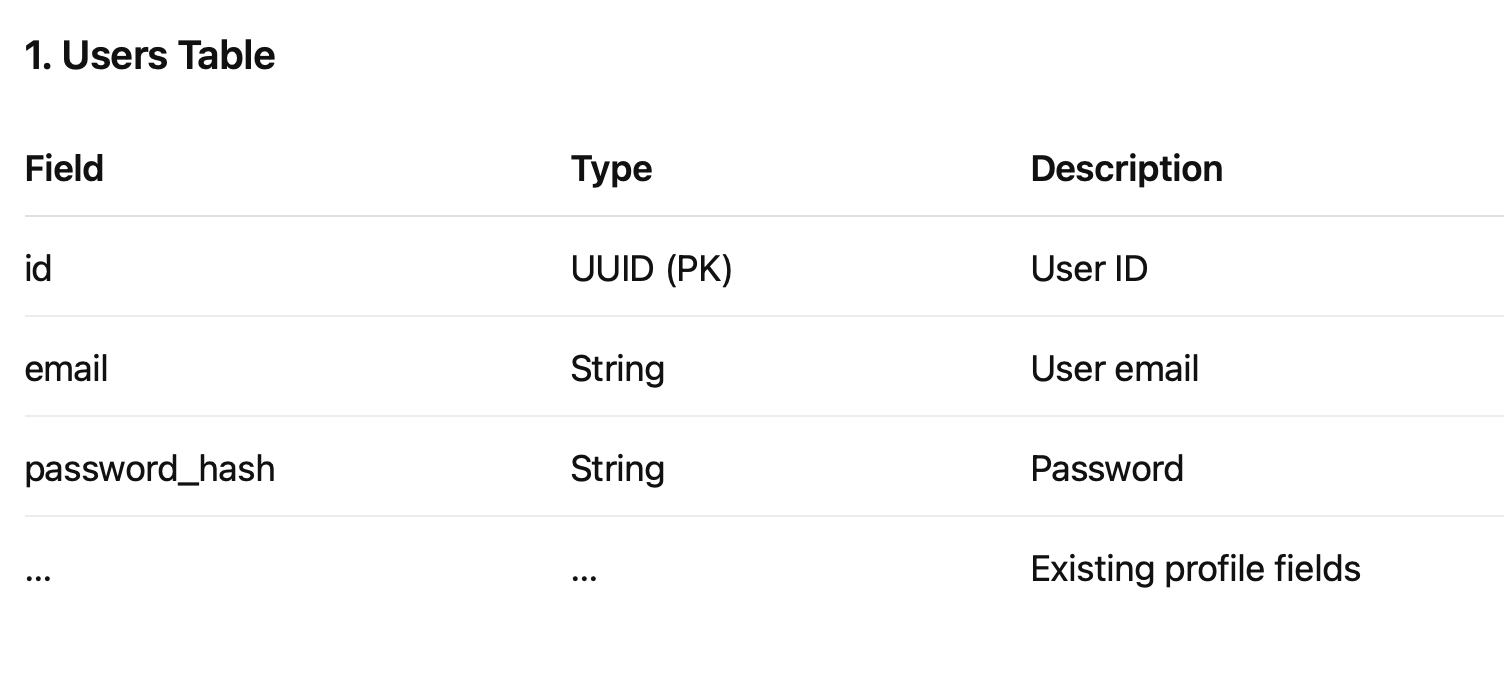 1. Users Table
Field Type Description
id UUID (PK) User ID
email String User email
password_hash String Password
... ... Existing profile fields